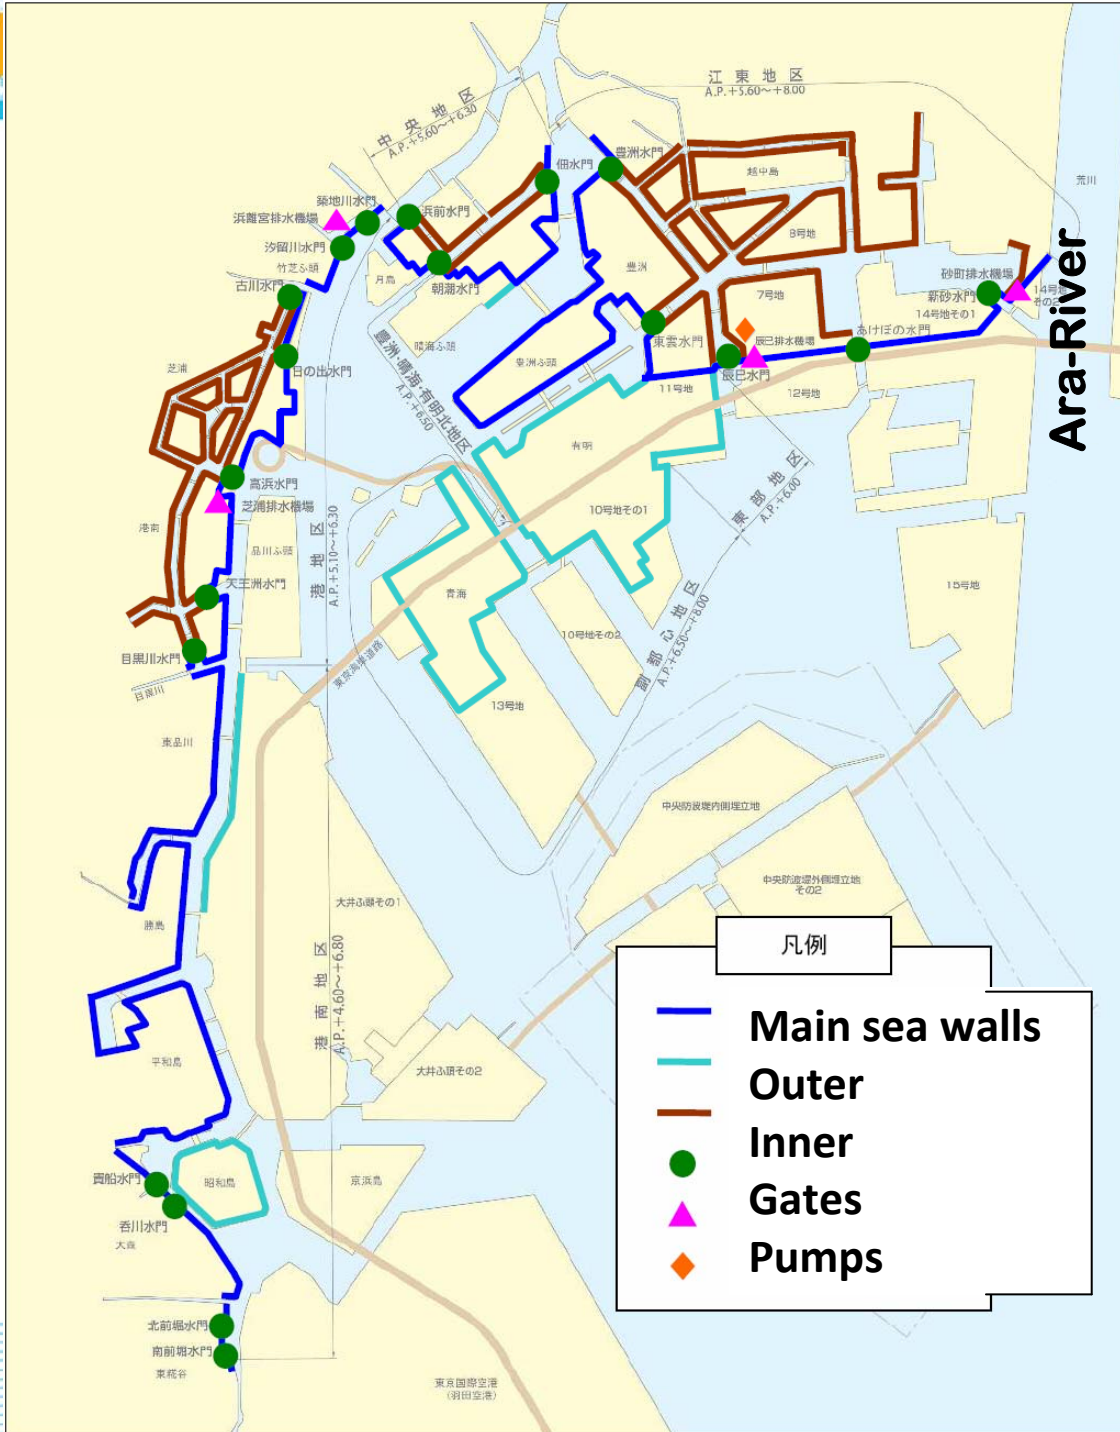 江東地区
A.P.+5.60～+8.00
中央地区
A.P.+5.60～+6.30
豊洲水門
佃水門
越中島
荒川
築地川水門
浜離宮排水機場
浜前水門
汐留川水門
8号地
竹芝ふ頭
月島
朝潮水門
豊洲
砂町排水機場
古川水門
7号地
新砂水門
14号地
その2
14号地その1
Ara-River
東雲水門
あけぼの水門
晴海ふ頭
辰巳排水機場
日の出水門
豊洲ふ頭
辰巳水門
芝浦
11号地
12号地
豊洲・晴海・有明北地区
A.P.+6.50
有明
高浜水門
東部地区
A.P.+6.00
芝浦排水機場
10号地その1
港南
品川ふ頭
港地区
A.P.+5.10～+6.30
天王洲水門
青海
15号地
10号地その2
副都心地区
A.P.+6.50～+8.00
目黒川水門
東京湾岸道路
目黒川
13号地
東品川
中央防波堤内側埋立地
中央防波堤外側埋立地
その2
大井ふ頭その1
勝島
凡例
港南地区
A.P.+4.60～+6.80
Main sea walls
平和島
大井ふ頭その2
Outer
Inner
貴船水門
昭和島
京浜島
Gates
呑川水門
大森
Pumps
北前堀水門
南前堀水門
東糀谷
東京国際空港
(羽田空港)